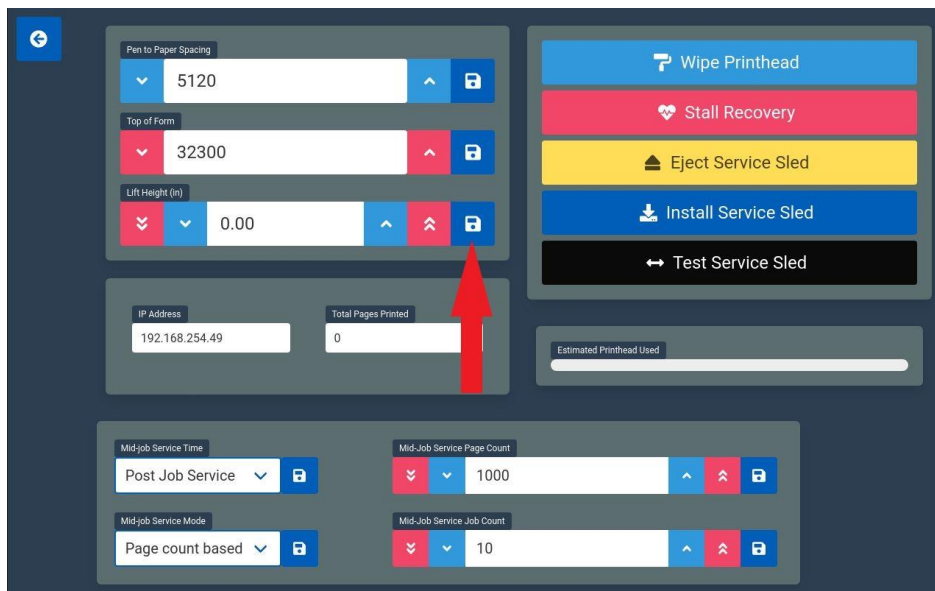 Pen to Paper Spacing
5120
Top of Form
32300
Lift Height (in)
0.00
Wipe Printhead
Stall Recovery
Eject Service Sled
Install Service Sled
Test Service Sled
IP Address
192.168.254.49
Total Pages Printed
0
Estimated Printhead Used
Mid-job Service Time
Post Job Service
Mid-Job Service Page Count
1000
Mid-job Service Mode
Page count based
Mid-Job Service Job Count
10